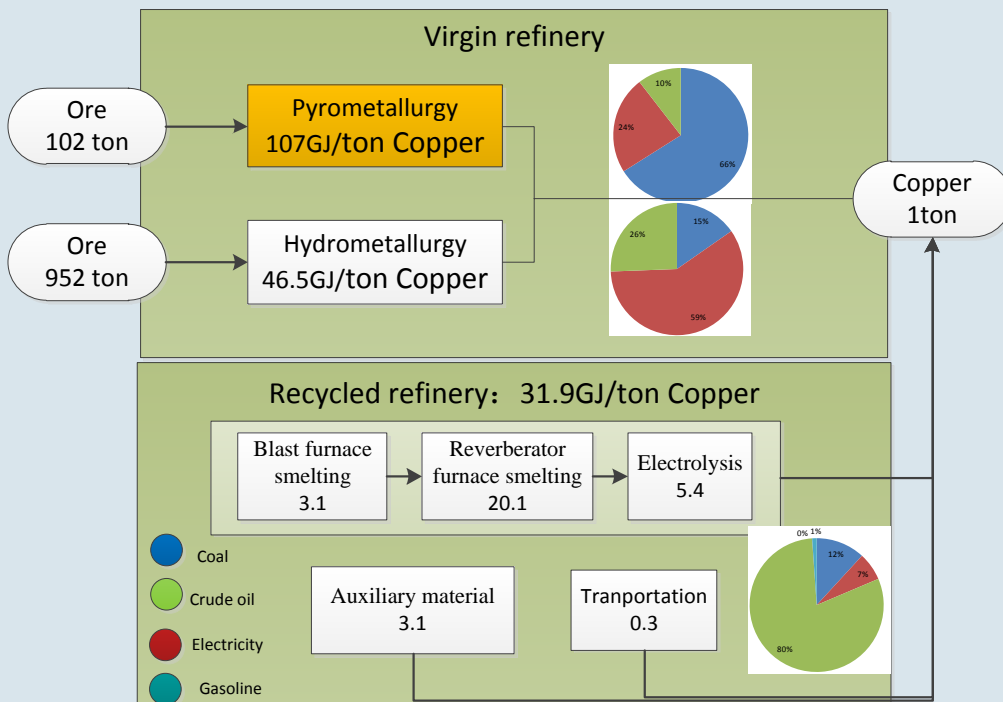 Virgin refinery
Ore
102 ton
Pyrometallurgy
107GJ/ton Copper
10%
24%
66%
Copper
1ton
Ore
952 ton
Hydrometallurgy
46.5GJ/ton Copper
15%
26%
59%
Recycled refinery：31.9GJ/ton Copper
Blast furnace
smelting
3.1
Reverberator
furnace smelting
20.1
Electrolysis
5.4
0%
1%
12%
7%
80%
Coal
Crude oil
Electricity
Gasoline
Auxiliary material
3.1
Tranportation
0.3